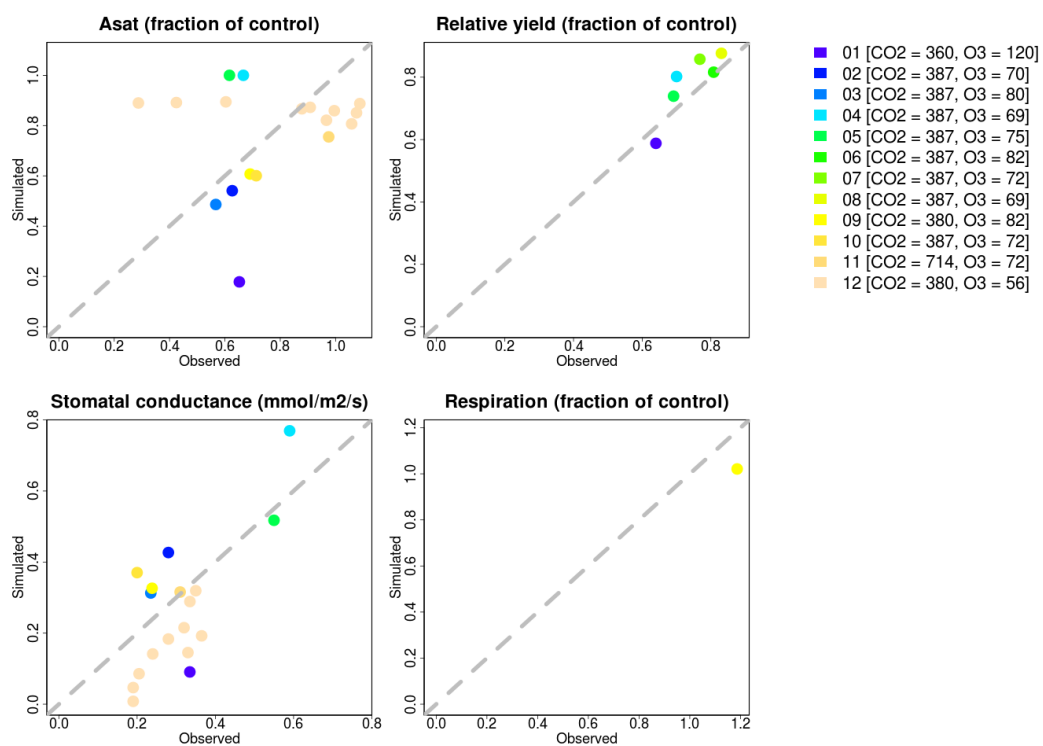 Asat (fraction of control)
Simulated
0.0 0.2 0.4 0.6 0.8 1.0
0.0 0.2 0.4 0.6 0.8 1.0
Observed
Relative yield (fraction of control)
Simulated
0.0 0.2 0.4 0.6 0.8
0.0 0.2 0.4 0.6 0.8
Observed
01 [CO2 = 360, O3 = 120]
02 [CO2 = 387, O3 = 70]
03 [CO2 = 387, O3 = 80]
04 [CO2 = 387, O3 = 69]
05 [CO2 = 387, O3 = 75]
06 [CO2 = 387, O3 = 82]
07 [CO2 = 387, O3 = 72]
08 [CO2 = 387, O3 = 69]
09 [CO2 = 380, O3 = 82]
10 [CO2 = 387, O3 = 72]
11 [CO2 = 714, O3 = 72]
12 [CO2 = 380, O3 = 56]
Stomatal conductance (mmol/m2/s)
Simulated
0.0 0.2 0.4 0.6 0.8
0.0 0.2 0.4 0.6 0.8
Observed
Respiration (fraction of control)
Simulated
0.0 0.2 0.4 0.6 0.8 1.0 1.2
0.0 0.2 0.4 0.6 0.8 1.0 1.2
Observed